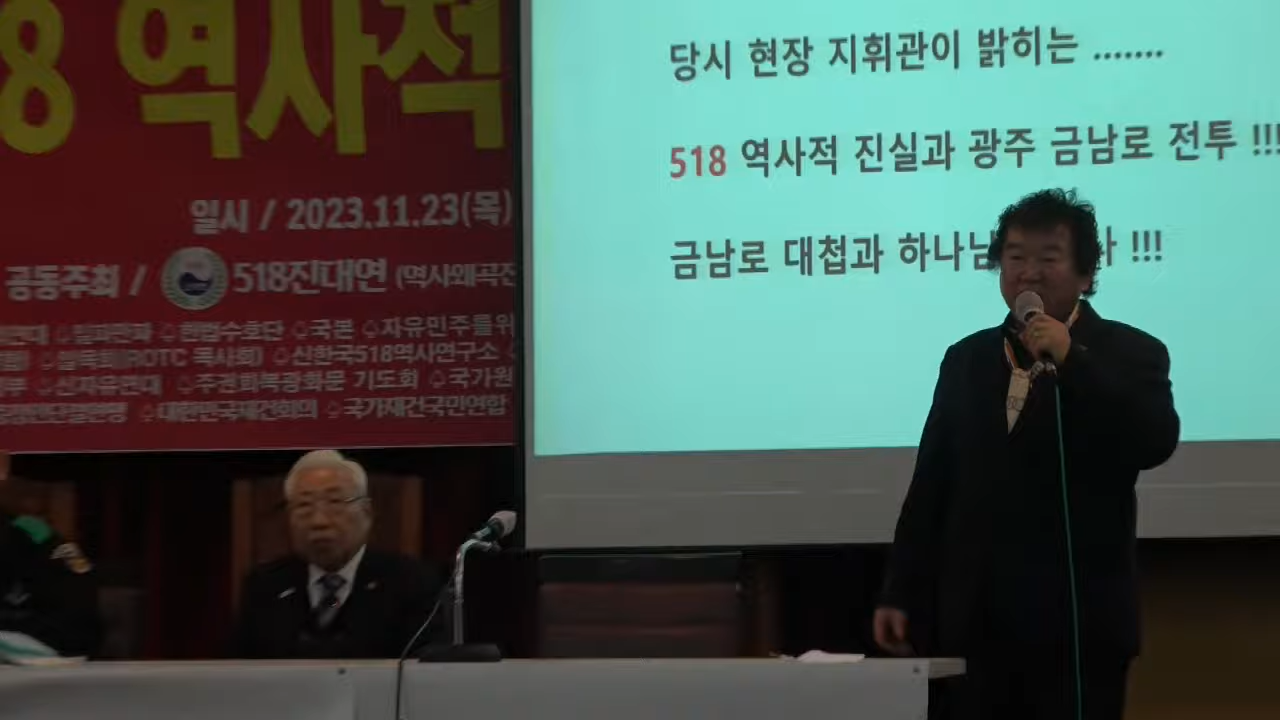 8 역사적
일시 / 2023.11.23(목)
공동주최 / 518진대연 (역사왜곡진
헌법수호단 ♤국본 ♤자유민주를위
(ROTC 목사회) ♤신한국518역사연구소
♤신자유연대 ♤주권회복광화문 기도회 ♤국가원
♤대한민국재건회의 ♤국가재건국민연합
당시 현장 지휘관이 밝히는 .......
518 역사적 진실과 광주 금남로 전투 !!!
금남로 대첩과 하나님 !!!